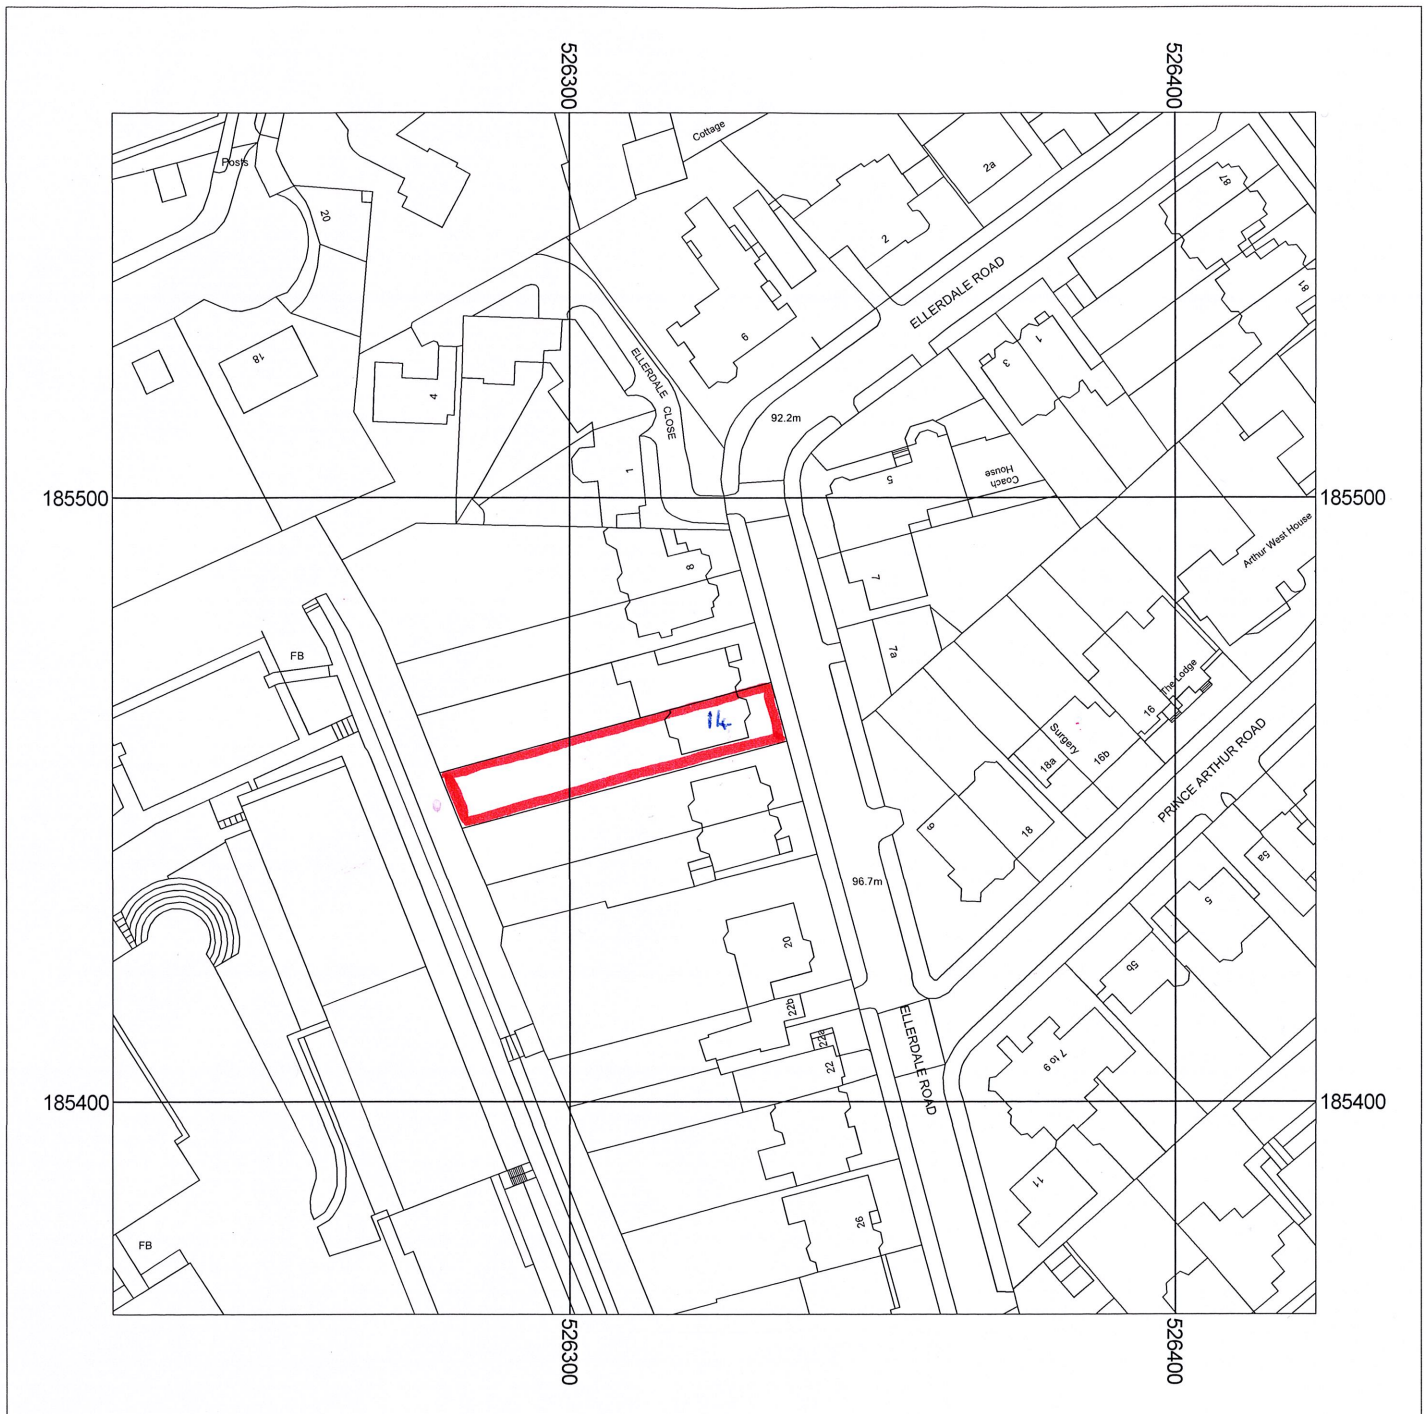 526300
526400
Cottage
Posts
2a
87
20
2
81
ELLERDALE ROAD
6
1
3
18
ELLERDALE CLOSE
4
92.2m
1
5
Coach
House
185500
185500
Arthur West House
8
7
7a
FB
The Lodge
16
14
Surgery
16b
18a
PRINCE ARTHUR ROAD
9
18
5a
96.7m
5
20
5b
22b
22a
22
ELLERDALE ROAD
7 to 9
185400
185400
11
26
FB
526300
526400